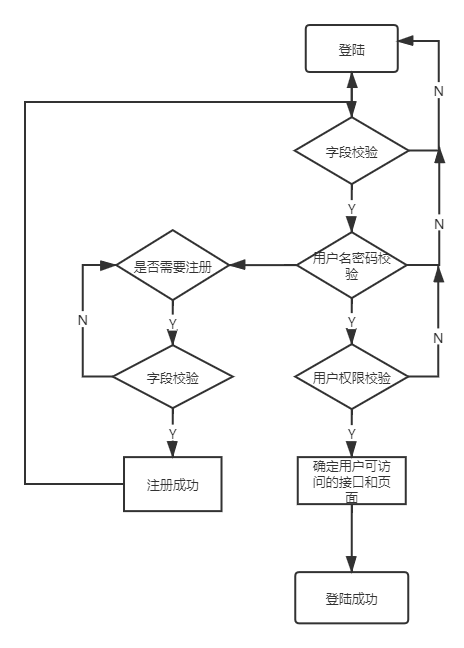 登陆
N
字段校验
Y
N
是否需要注册
用户名密码校
验
N
Y
Y
N
字段校验
用户权限校验
Y
Y
注册成功
确定用户可访
问的接口和页
面
登陆成功